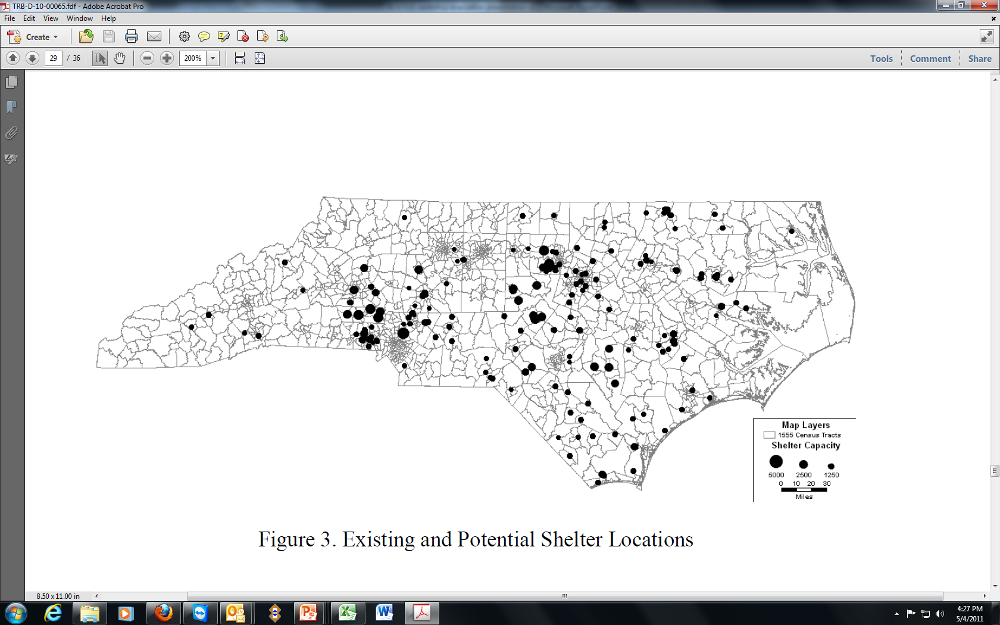 TRB-D-10-00065.fdf - Adobe Acrobat Pro
File Edit View Window Help
Create
29 / 36
200%
Tools Comment Share
Map Layers
1555 Census Tracts
Shelter Capacity
5000 2500 1250
0 10 20 30
Miles
Figure 3. Existing and Potential Shelter Locations
8.50 x 11.00 in
4:27 PM
5/4/2011